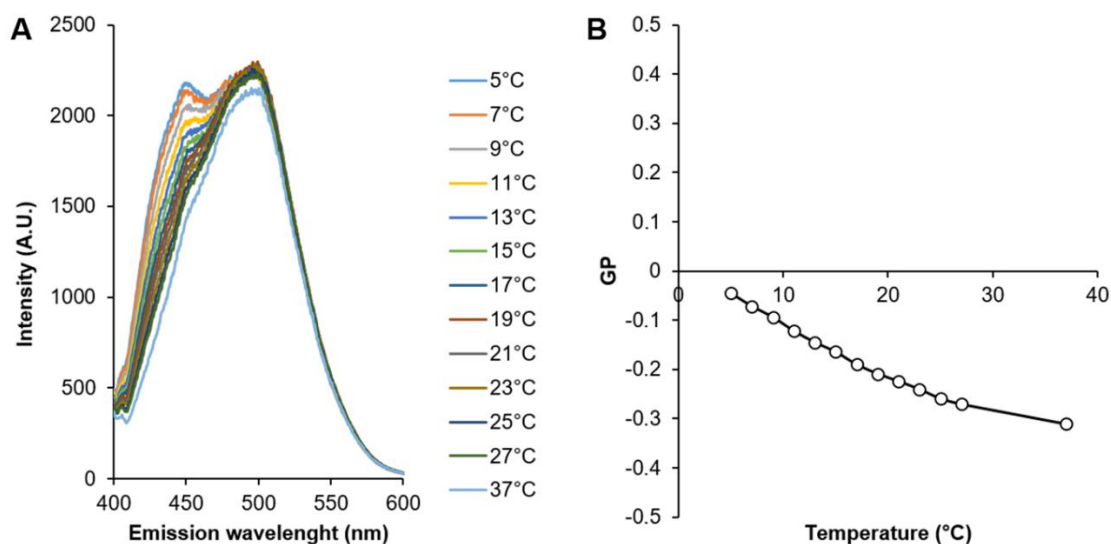 A
2500
2000
1500
1000
500
0
400
450
500
550
600
Intensity (A.U.)
Emission wavelenght (nm)
5°C
7°C
9°C
11°C
13°C
15°C
17°C
19°C
21°C
23°C
25°C
27°C
37°C
B
0.5
0.4
0.3
0.2
0.1
0
-0.1
-0.2
-0.3
-0.4
-0.5
0
10
20
30
40
GP
Temperature (°C)